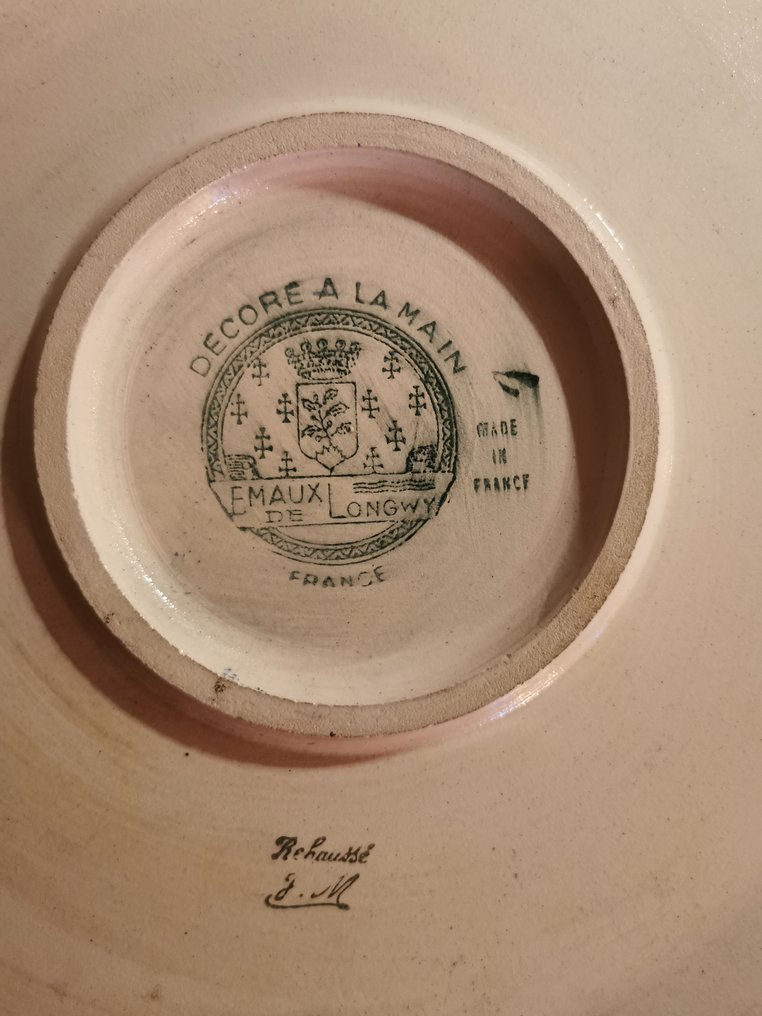 DÉCORÉ A LA MAIN
EMAUX
DE LONGWY
FRANCE
MADE
IN
FRANCE
Rehaussé
J. M